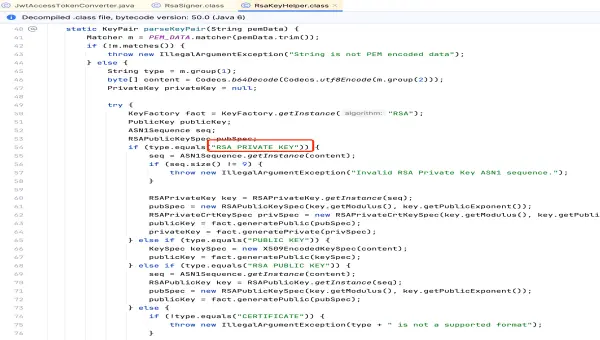 JwtAccessTokenConverter.java RsaSigner.class RsaKeyHelper.class
Decompiled .class file, bytecode version: 50.0 (Java 6)
40 static KeyPair parseKeyPair(String pemData) {
41 Matcher m = PEM_DATA.matcher(pemData.trim());
42 if (!m.matches()) {
43 throw new IllegalArgumentException("String is not PEM encoded data");
44 } else {
45 String type = m.group(1);
46 byte[] content = Codecs.b64Decode(Codecs.utf8Encode(m.group(2)));
47 PrivateKey privateKey = null;
48
49 try {
50 KeyFactory fact = KeyFactory.getInstance( algorithm: "RSA");
51 PublicKey publicKey;
52 ASN1Sequence seq;
53 RSAPublicKeySpec pubSpec;
54 if (type.equals("RSA PRIVATE KEY")) {
55 seq = ASN1Sequence.getInstance(content);
56 if (seq.size() != 9) {
57 throw new IllegalArgumentException("Invalid RSA Private Key ASN1 sequence.");
58 }
59
60 RSAPrivateKey key = RSAPrivateKey.getInstance(seq);
61 pubSpec = new RSAPublicKeySpec(key.getModulus(), key.getPublicExponent());
62 RSAPrivateCrtKeySpec privSpec = new RSAPrivateCrtKeySpec(key.getModulus(), key.getPubl
63 publicKey = fact.generatePublic(pubSpec);
64 privateKey = fact.generatePrivate(privSpec);
65 } else if (type.equals("PUBLIC KEY")) {
66 KeySpec keySpec = new X509EncodedKeySpec(content);
67 publicKey = fact.generatePublic(keySpec);
68 } else if (type.equals("RSA PUBLIC KEY")) {
69 seq = ASN1Sequence.getInstance(content);
70 RSAPublicKey key = RSAPublicKey.getInstance(seq);
71 pubSpec = new RSAPublicKeySpec(key.getModulus(), key.getPublicExponent());
72 publicKey = fact.generatePublic(pubSpec);
73 } else {
74 if (!type.equals("CERTIFICATE")) {
75 throw new IllegalArgumentException(type + " is not a supported format");
76 }